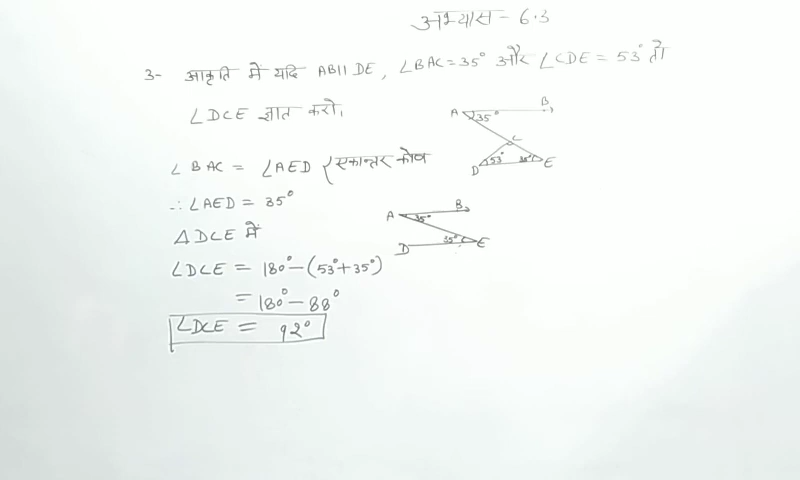 अभ्यास - 6.3
3- आकृति में यदि AB॥DE, ∠BAC=35° और ∠CDE = 53° तो
∠DCE ज्ञात करो।
A 35° B
C
D 53° 35° E
∠BAC = ∠AED {एकान्तर कोण
∴ ∠AED = 35°
A 35° B
D 35° E
△DCE में
∠DCE = 180° - (53° + 35°)
= 180° - 88°
∠DCE = 92°